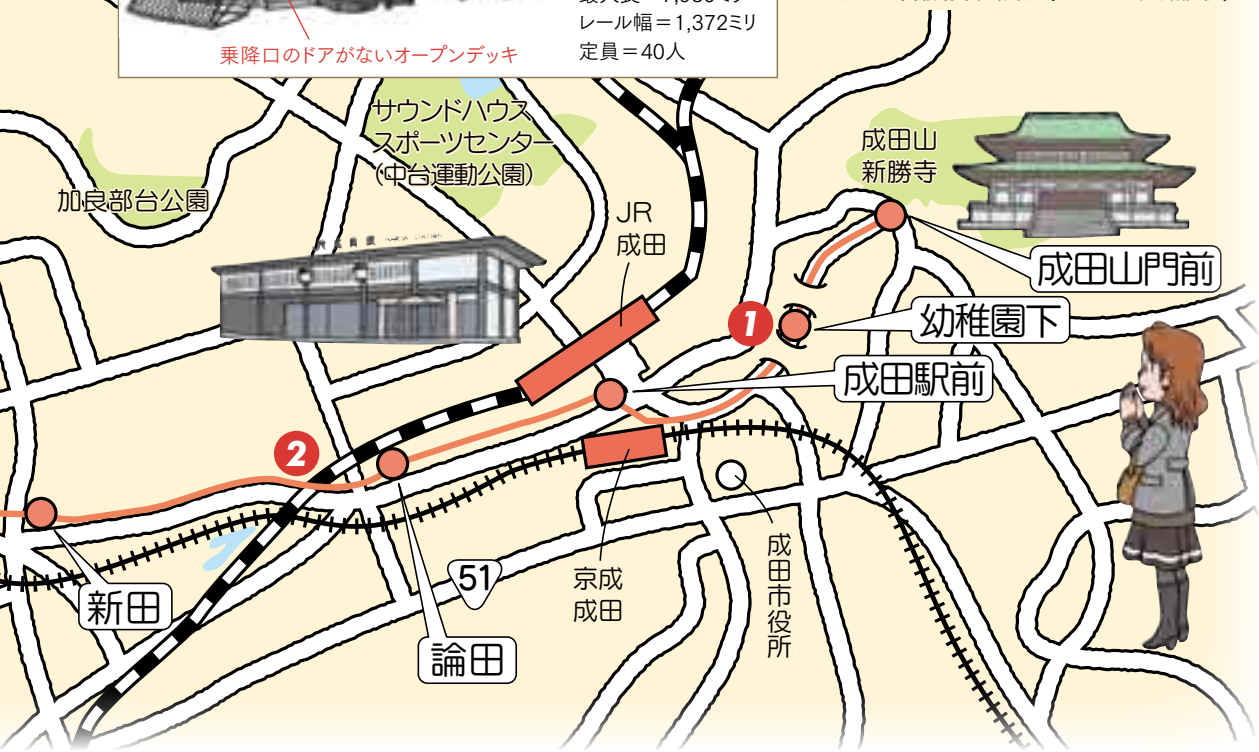 レール幅=1,372ミリ
定員=40人
乗降口のドアがないオープンデッキ
サウンドハウス
スポーツセンター
(中台運動公園)
加良部台公園
成田山
新勝寺
JR
成田
成田山門前
1
幼稚園下
成田駅前
2
新田
論田
51
京成
成田
成田市役所